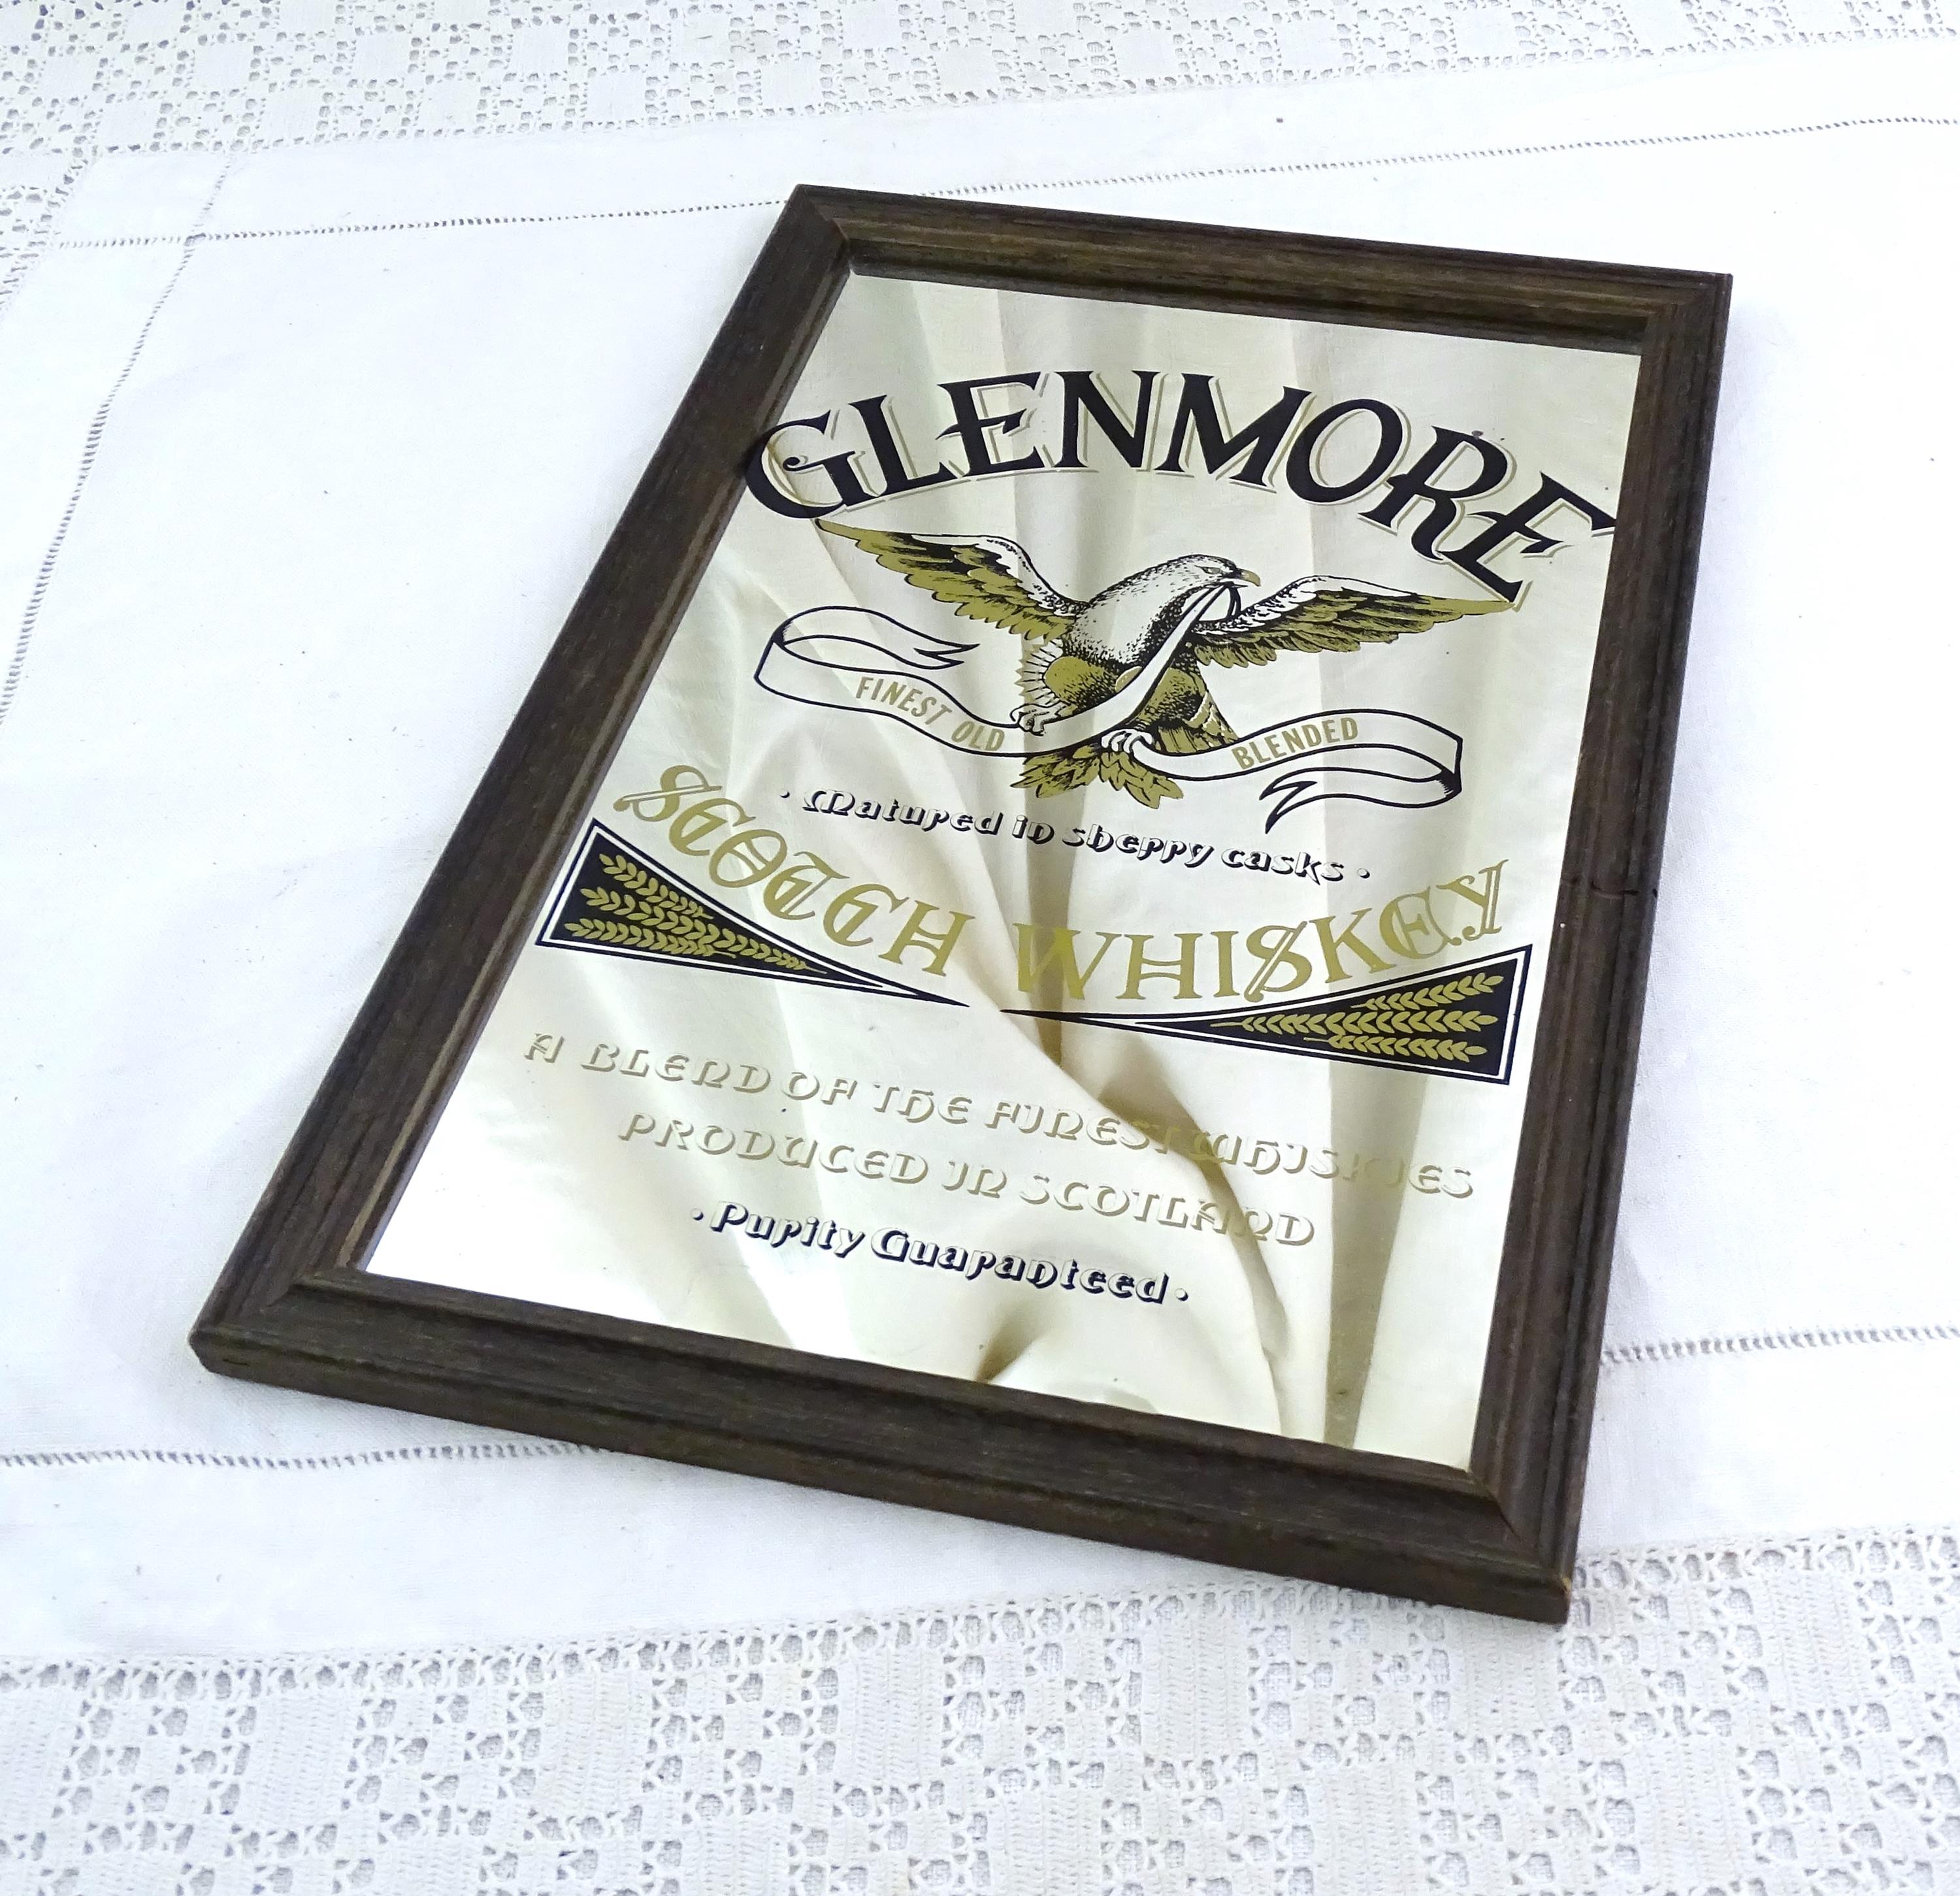 GLENMORE
FINEST OLD BLENDED
· Matured in sherry casks ·
SCOTCH WHISKEY
A BLEND OF THE FINEST WHISKIES
PRODUCED IN SCOTLAND
· Purity Guaranteed ·